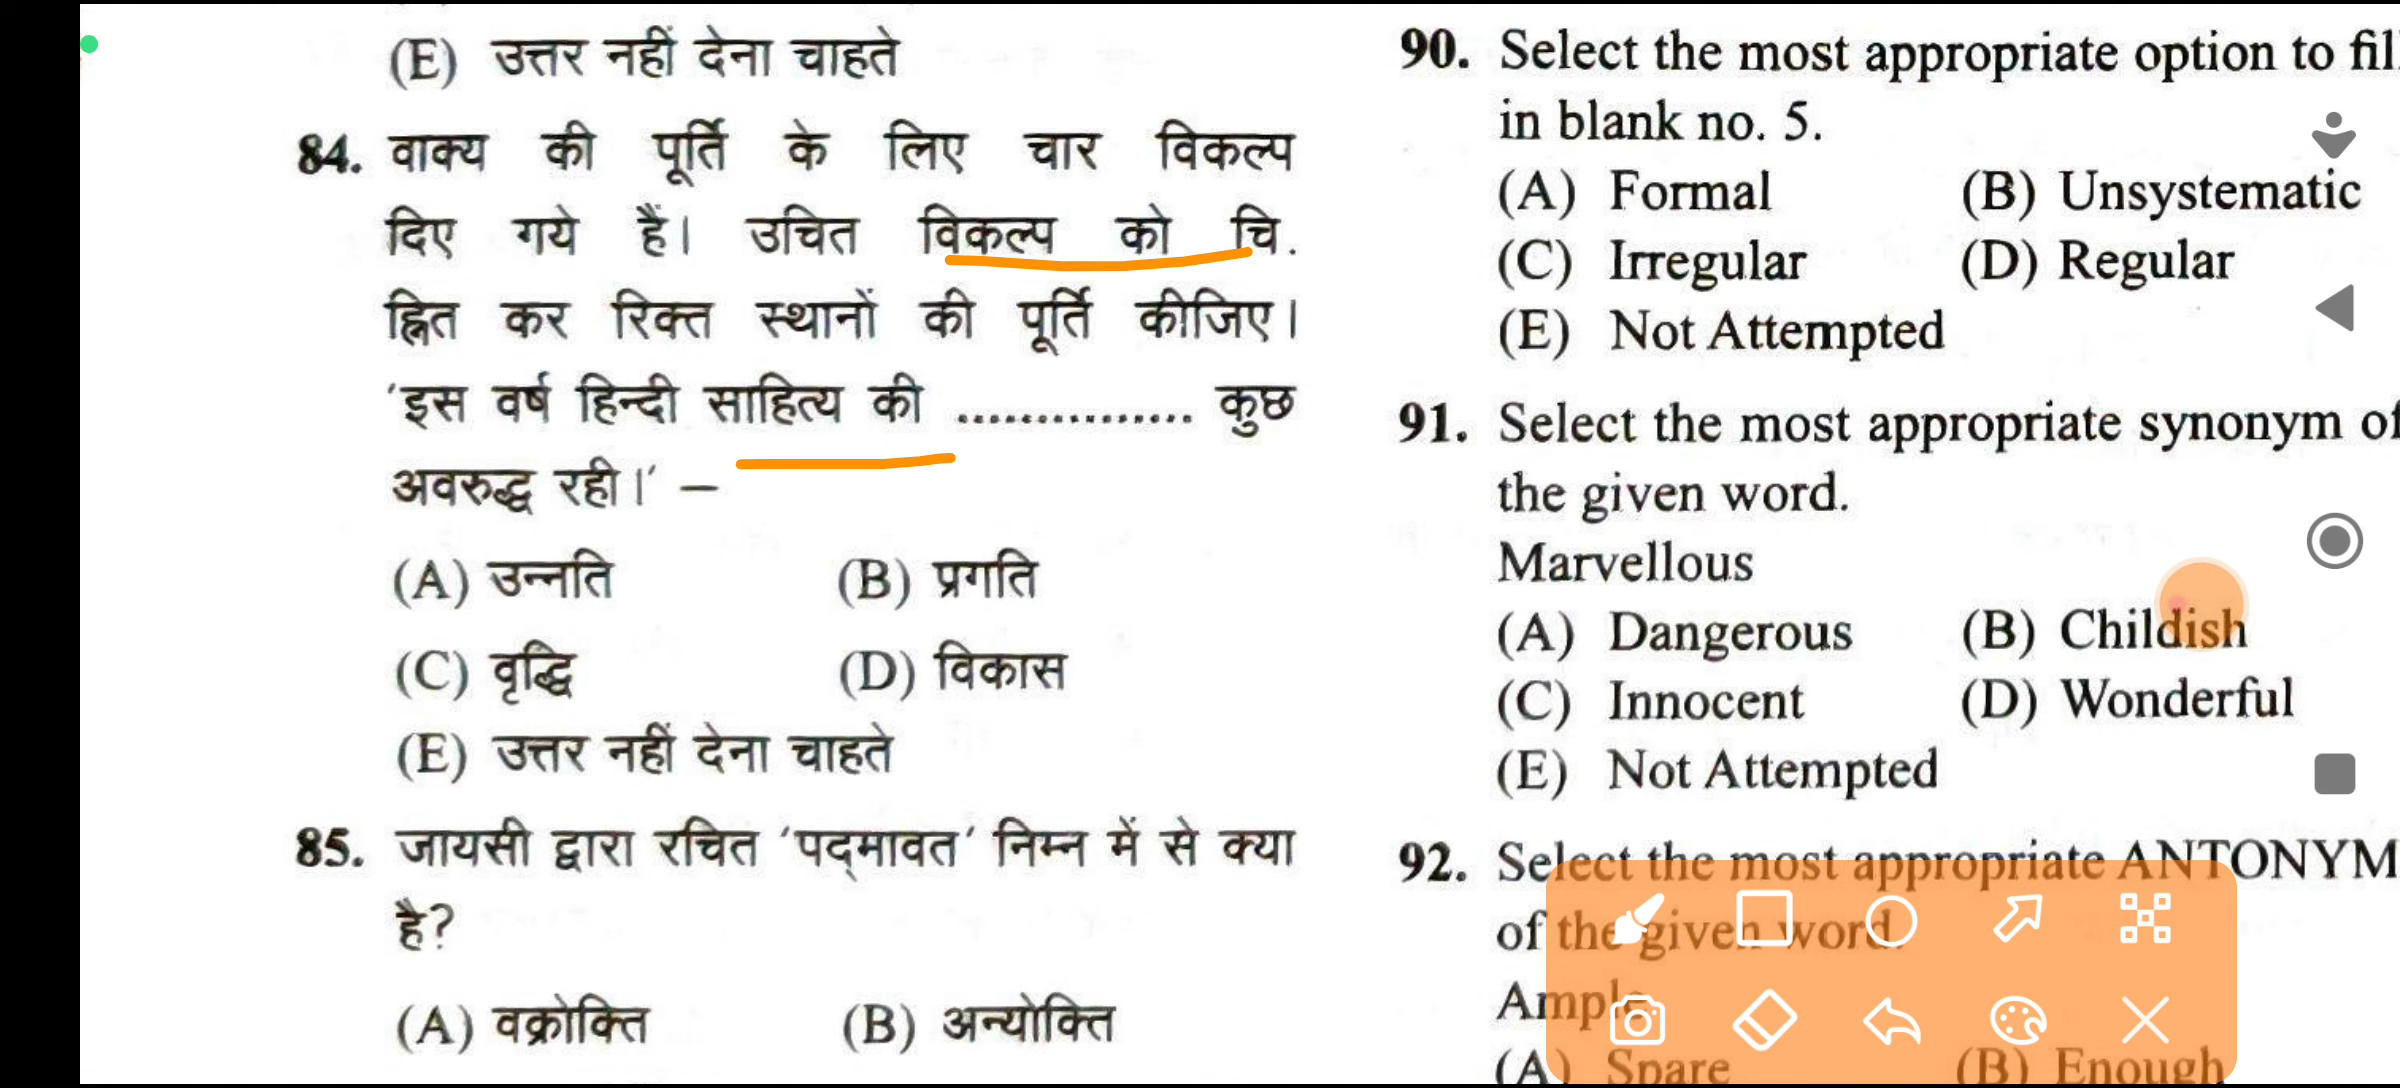 (E) उत्तर नहीं देना चाहते
84. वाक्य की पूर्ति के लिए चार विकल्प
दिए गये हैं। उचित विकल्प को चि.
ह्नित कर रिक्त स्थानों की पूर्ति कीजिए।
'इस वर्ष हिन्दी साहित्य की ................ कुछ
अवरुद्ध रही।' –
(A) उन्नति (B) प्रगति
(C) वृद्धि (D) विकास
(E) उत्तर नहीं देना चाहते
85. जायसी द्वारा रचित 'पद्मावत' निम्न में से क्या
है?
(A) वक्रोक्ति (B) अन्योक्ति
90. Select the most appropriate option to fil
in blank no. 5.
(A) Formal (B) Unsystematic
(C) Irregular (D) Regular
(E) Not Attempted
91. Select the most appropriate synonym of
the given word.
Marvellous
(A) Dangerous (B) Childish
(C) Innocent (D) Wonderful
(E) Not Attempted
92. Select the most appropriate ANTONYM
of the given word.
Ample
(A) Spare (B) Enough